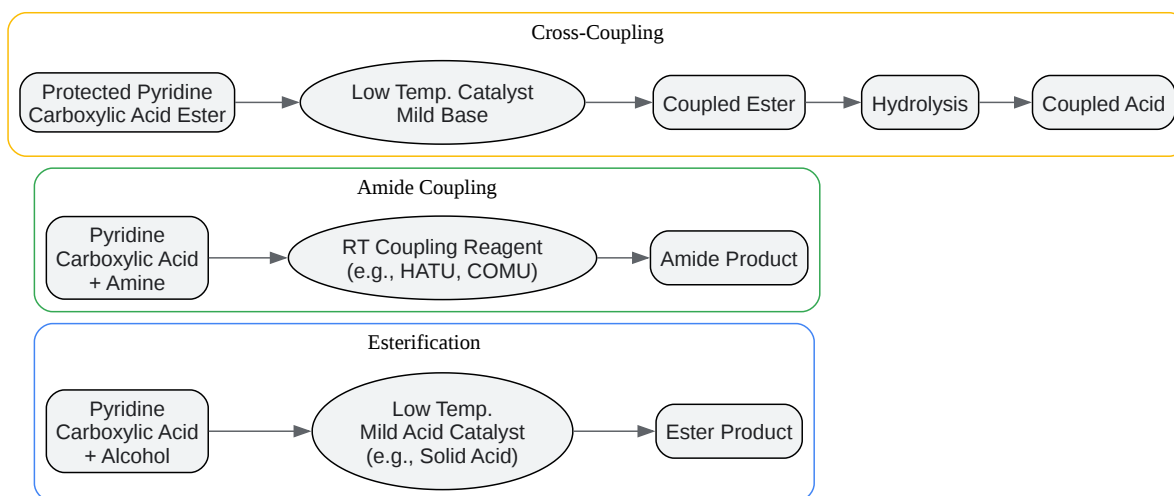 Cross-Coupling
Protected Pyridine
Carboxylic Acid Ester
Low Temp. Catalyst
Mild Base
Coupled Ester
Hydrolysis
Coupled Acid
Amide Coupling
Pyridine
Carboxylic Acid
+ Amine
RT Coupling Reagent
(e.g., HATU, COMU)
Amide Product
Esterification
Pyridine
Carboxylic Acid
+ Alcohol
Low Temp.
Mild Acid Catalyst
(e.g., Solid Acid)
Ester Product